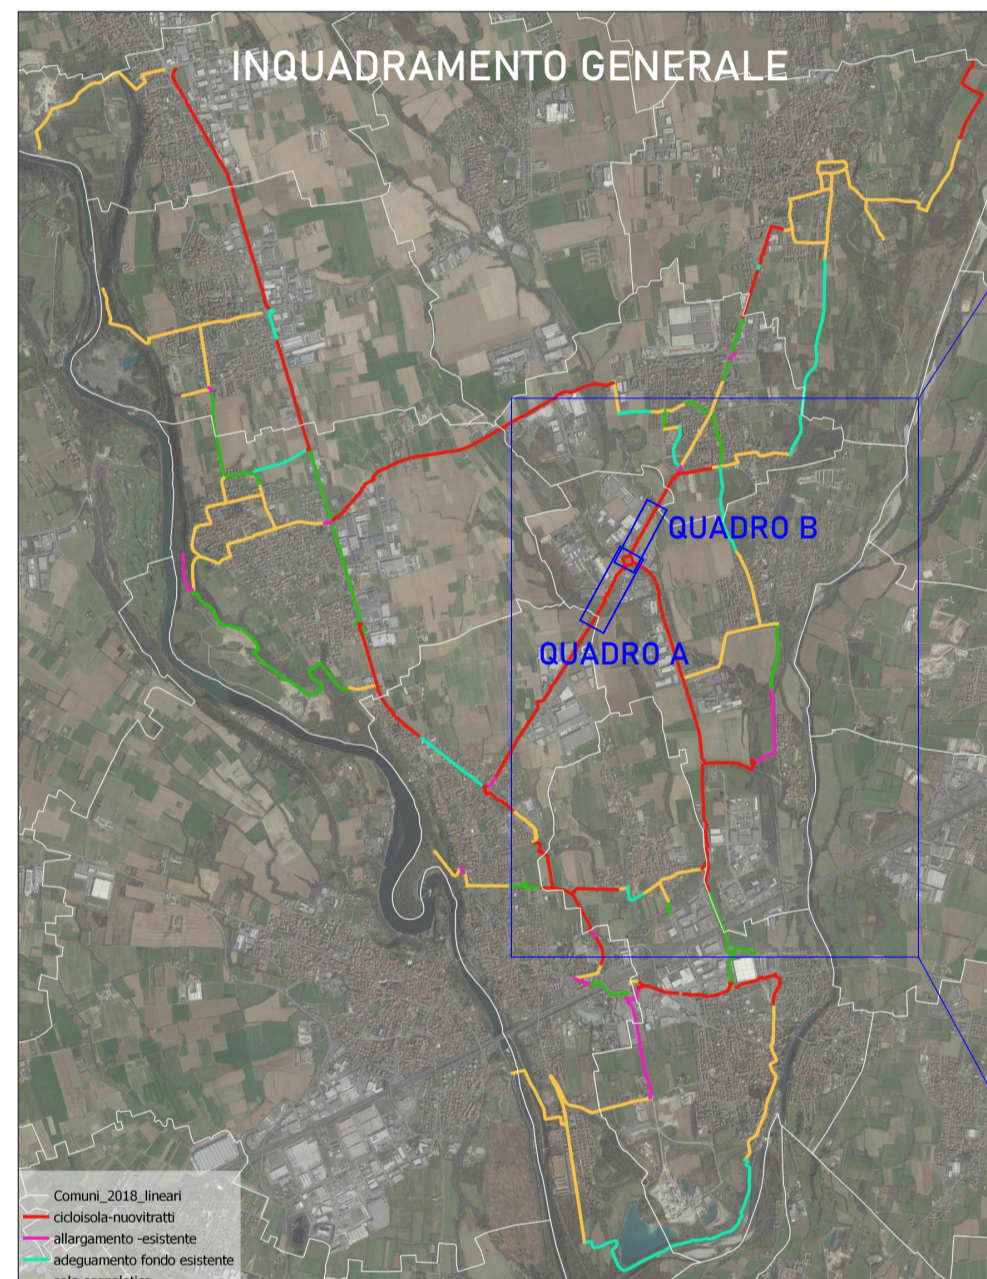 INQUADRAMENTO GENERALE
QUADRO B
QUADRO A
Comuni_2018_lineari
cicloisola-nuovitratti
allargamento -esistente
adeguamento fondo esistente